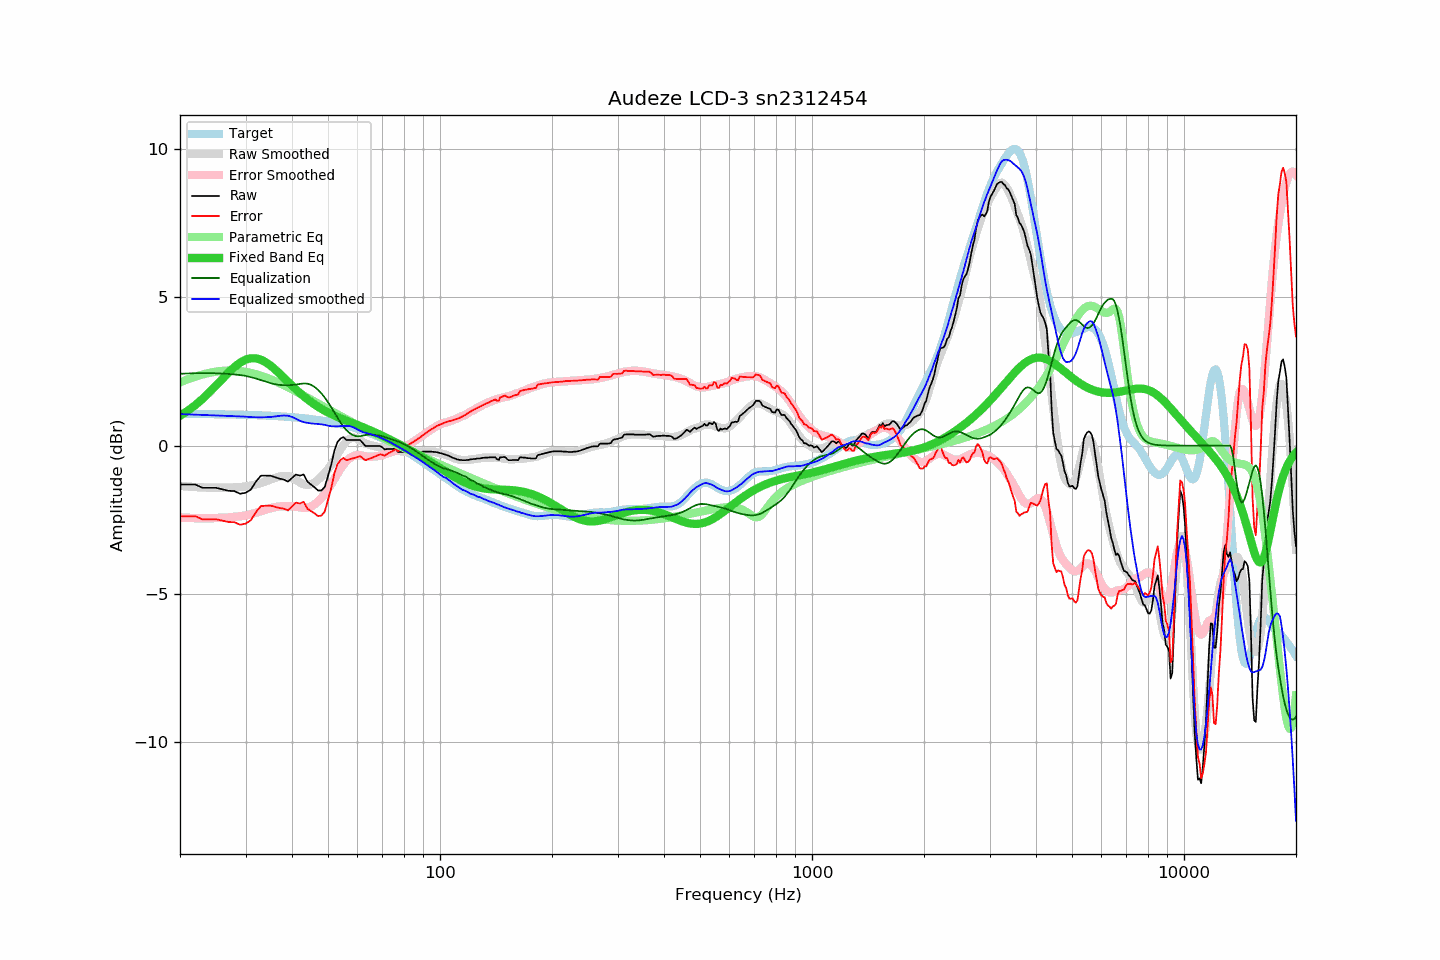 Audeze LCD-3 sn2312454
Target
Raw Smoothed
Error Smoothed
Raw
Error
Parametric Eq
Fixed Band Eq
Equalization
Equalized smoothed
10
5
0
−5
−10
Amplitude (dBr)
100
1000
10000
Frequency (Hz)